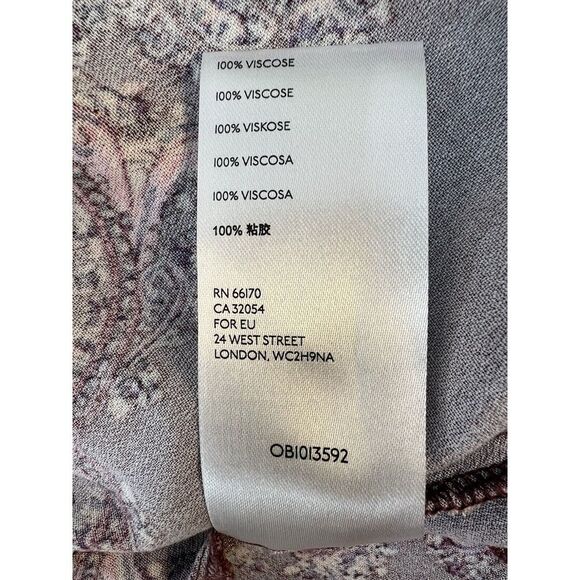 100% VISCOSE
100% VISCOSE
100% VISKOSE
100% VISCOSA
100% VISCOSA
100% 粘胶
RN 66170
CA 32054
FOR EU
24 WEST STREET
LONDON, WC2H9NA
OB1013592